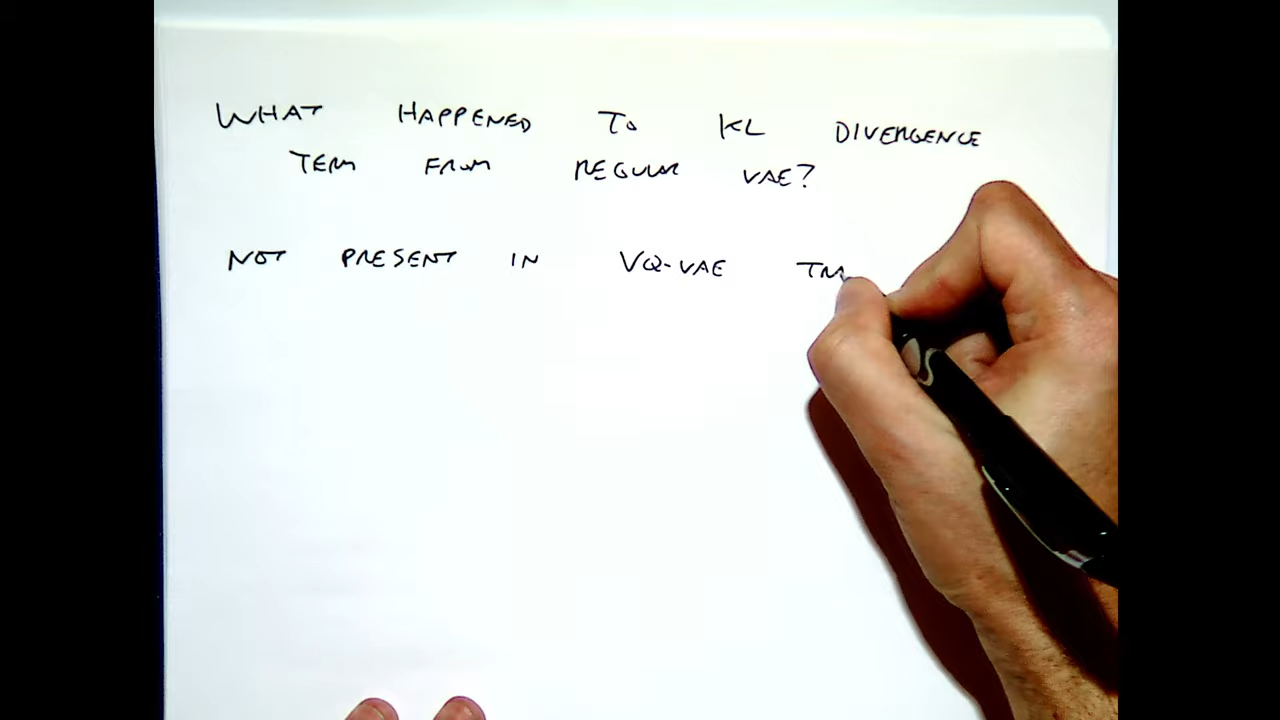 WHAT HAPPENED TO KL DIVERGENCE
TERM FROM REGULAR VAE?
NOT PRESENT IN VQ-VAE